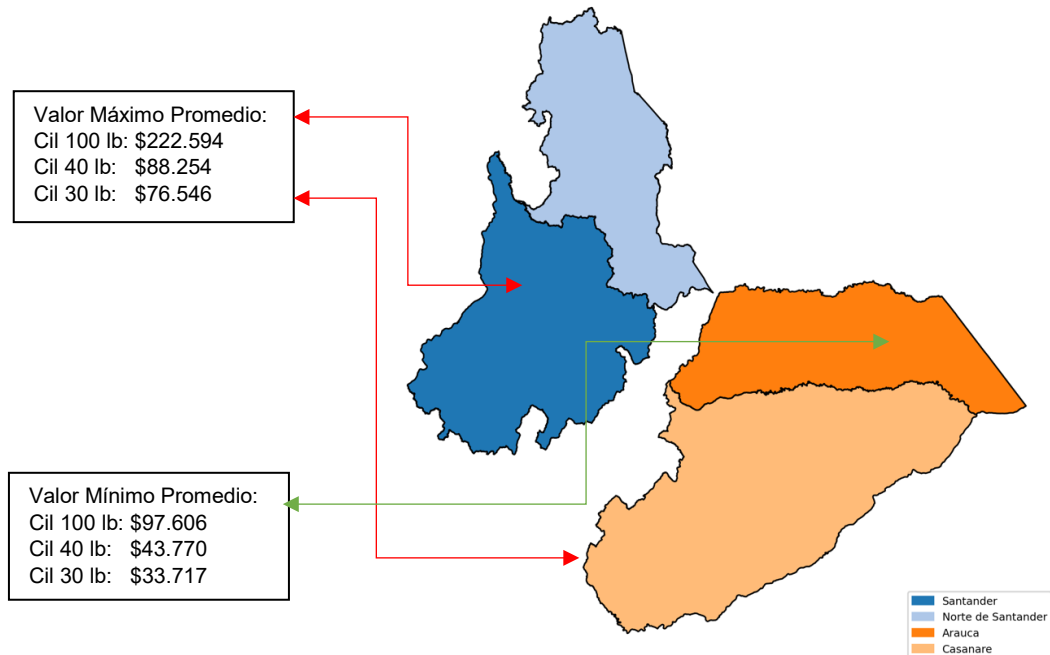 Valor Máximo Promedio:
Cil 100 lb: $222.594
Cil 40 lb: $88.254
Cil 30 lb: $76.546
Valor Mínimo Promedio:
Cil 100 lb: $97.606
Cil 40 lb: $43.770
Cil 30 lb: $33.717
Santander
Norte de Santander
Arauca
Casanare